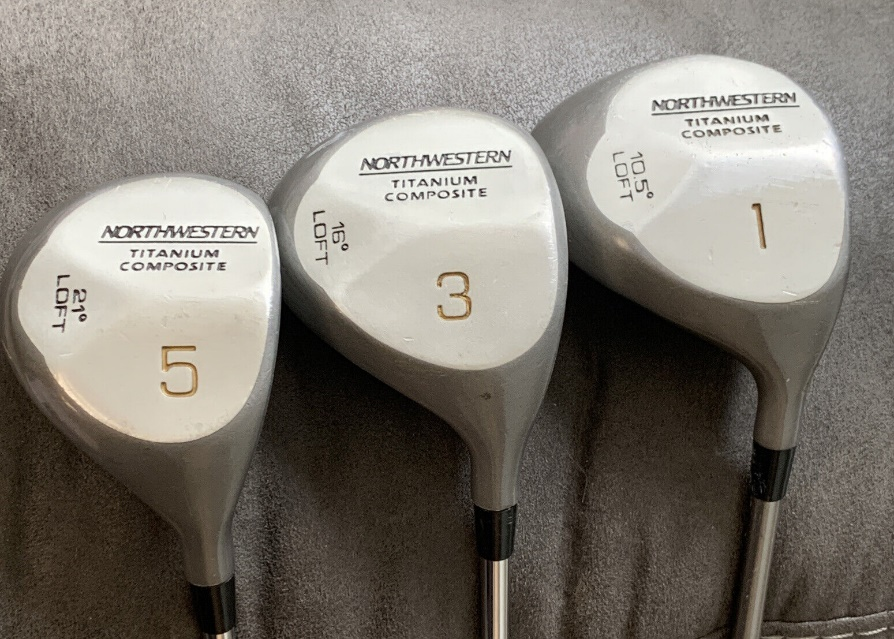 NORTHWESTERN
TITANIUM
COMPOSITE
21°
LOFT
5
NORTHWESTERN
TITANIUM
COMPOSITE
16°
LOFT
3
NORTHWESTERN
TITANIUM
COMPOSITE
10.5°
LOFT
1